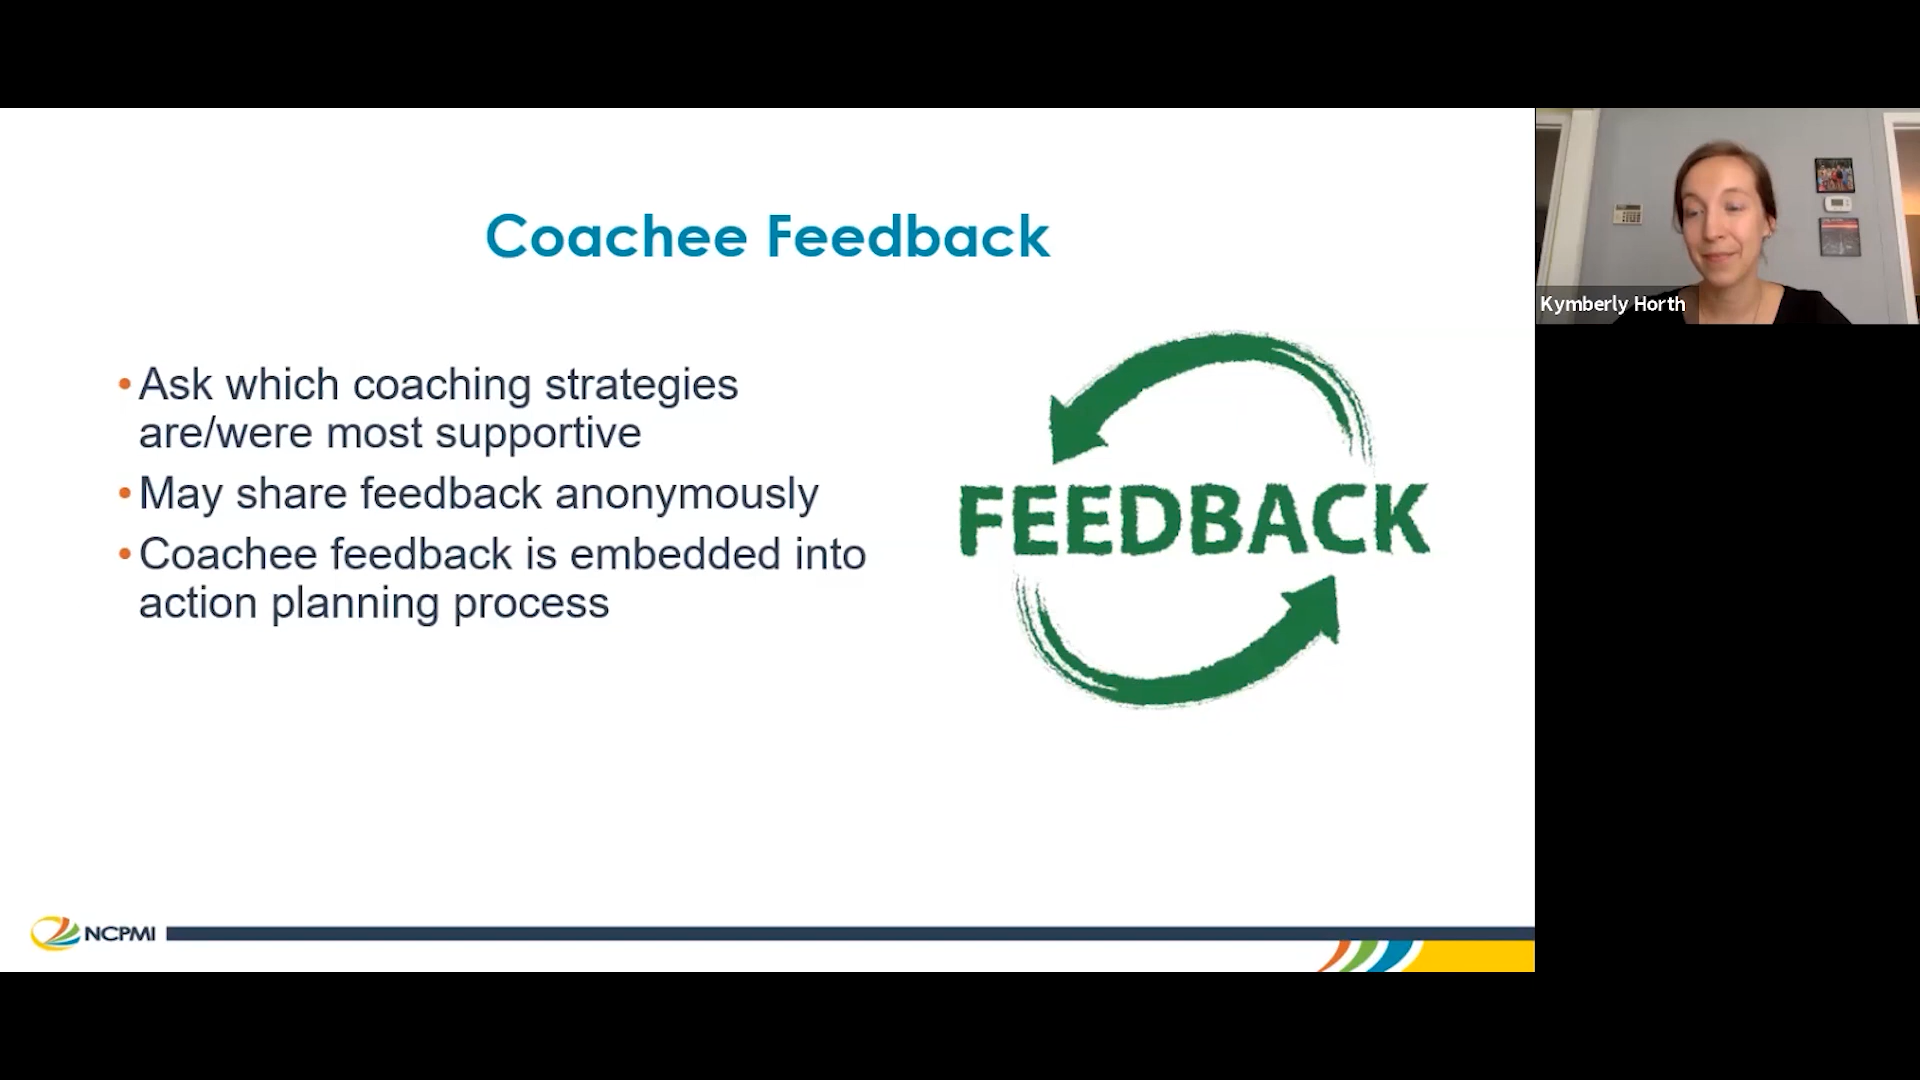 Coachee Feedback
• Ask which coaching strategies
are/were most supportive
• May share feedback anonymously
• Coachee feedback is embedded into
action planning process
FEEDBACK
NCPMI
Kymberly Horth